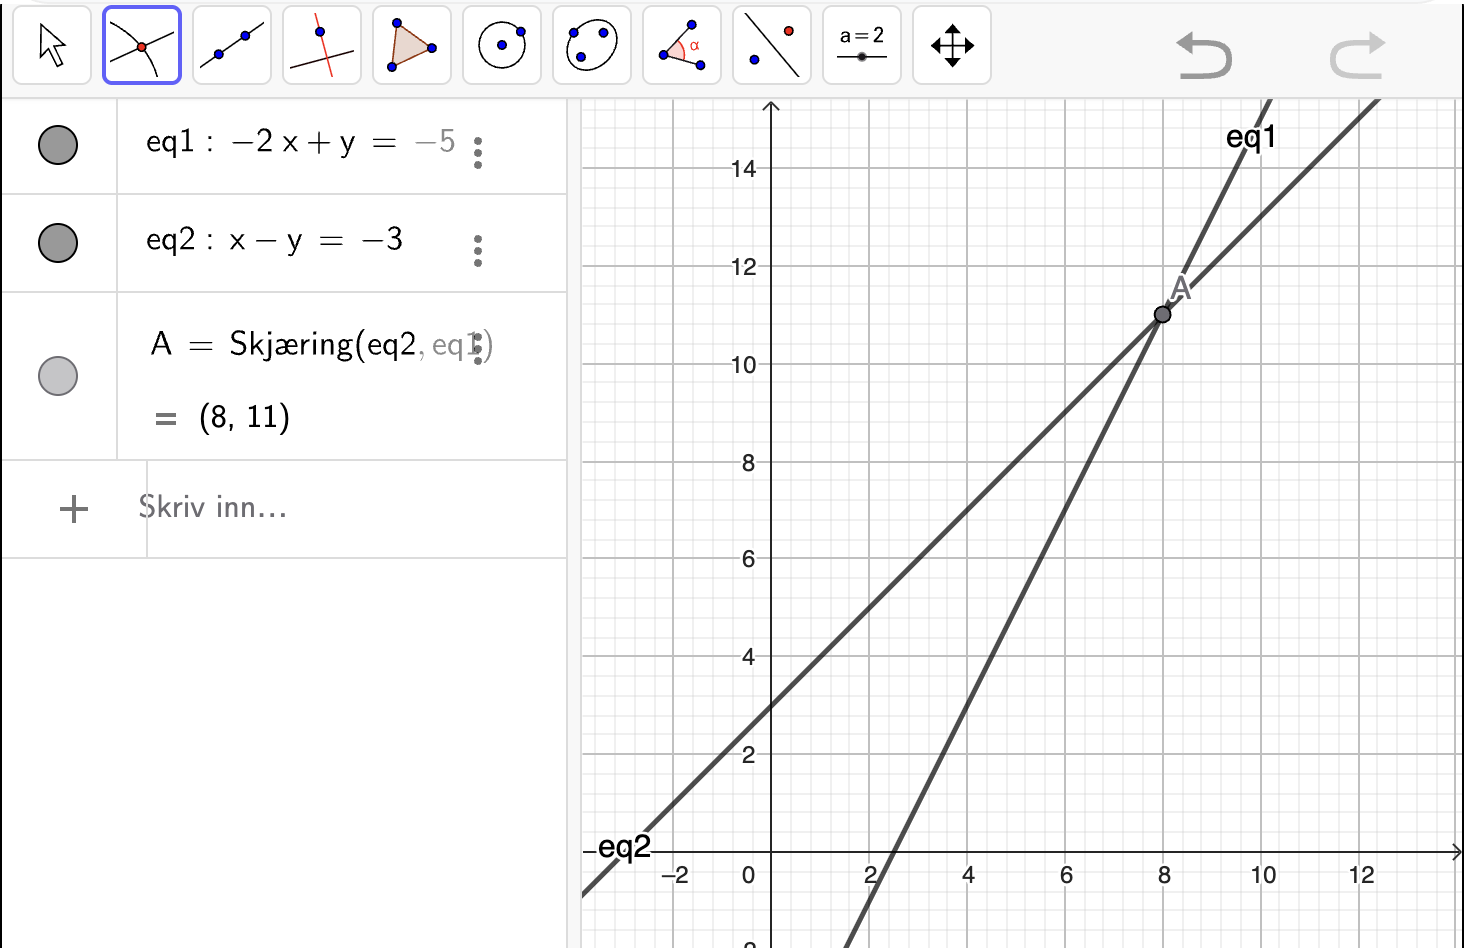 α
a = 2
eq1 : −2 x + y = −5
eq2 : x − y = −3
A = Skjæring(eq2, eq1)
= (8, 11)
+ Skriv inn...
eq1
14
12
A
10
8
6
4
2
eq2
−2 0 2 4 6 8 10 12